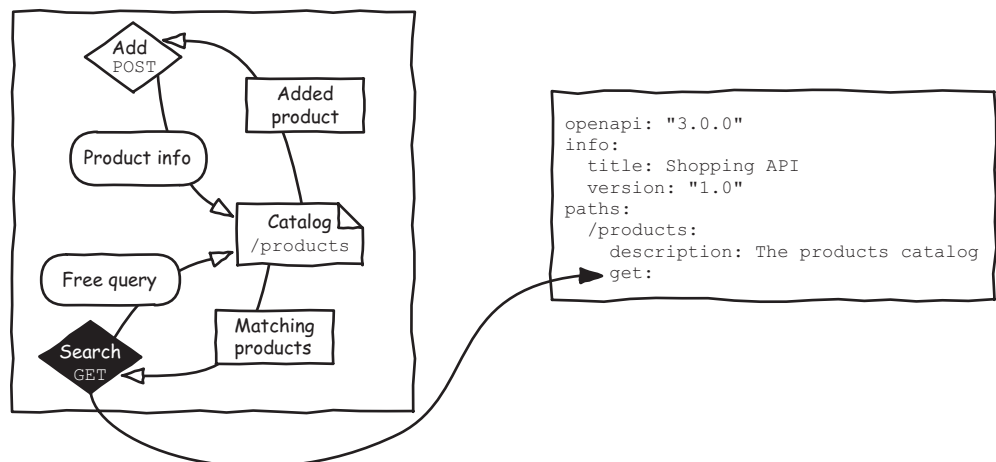 Add
POST
Added
product
Product info
Catalog
/products
Free query
Matching
products
Search
GET
openapi: "3.0.0"
info:
  title: Shopping API
  version: "1.0"
paths:
  /products:
    description: The products catalog
    get: